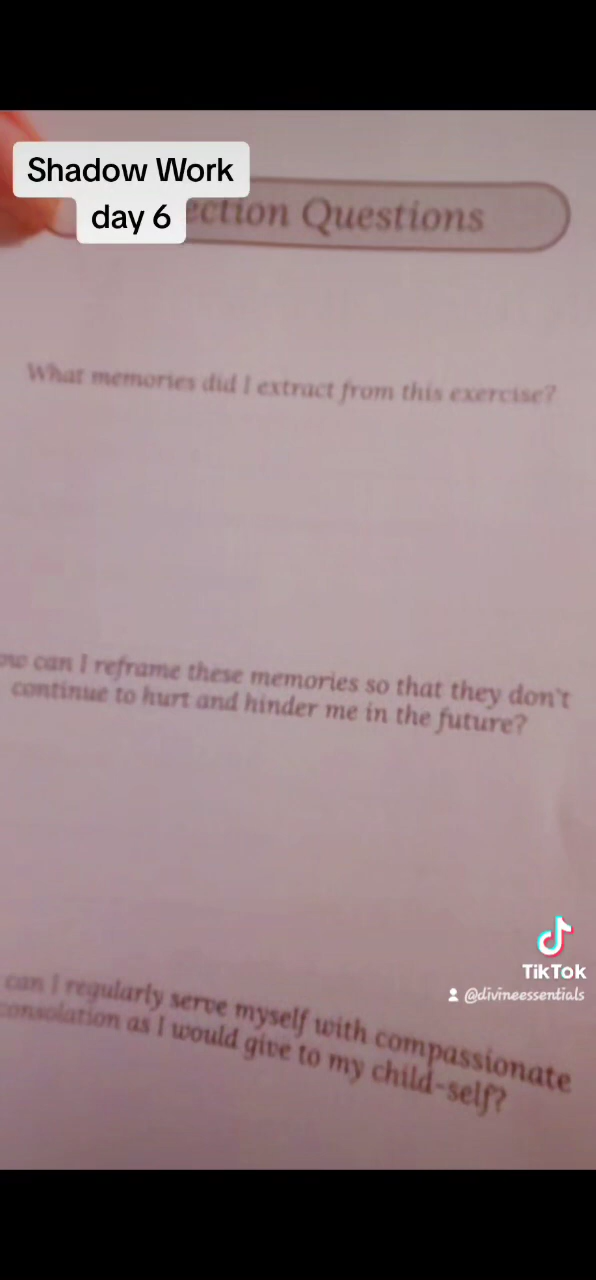 Shadow Work
day 6
ection Questions
What memories did I extract from this exercise?
ow can I reframe these memories so that they don't
continue to hurt and hinder me in the future?
can I regularly serve myself with compassionate
consolation as I would give to my child-self?
TikTok
@divineessentials